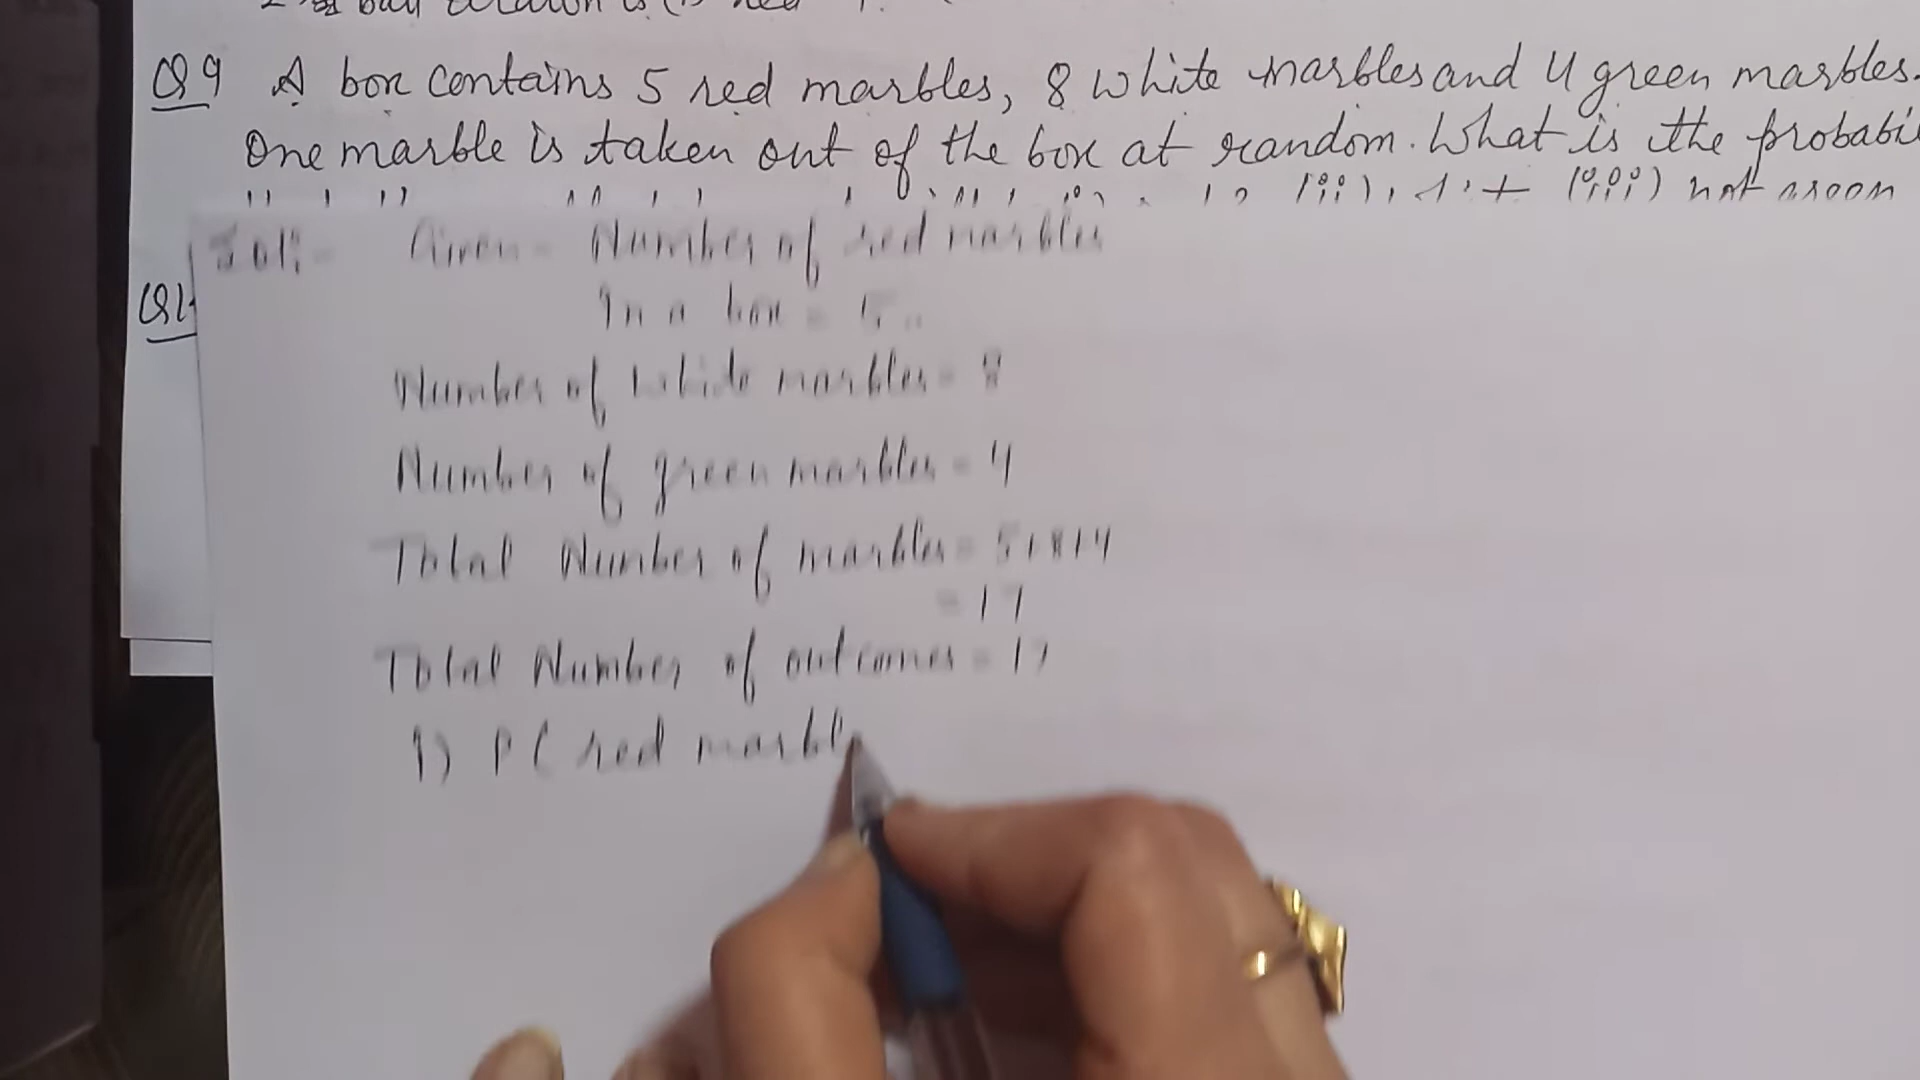 Q9 A box contains 5 red marbles, 8 white marbles and 4 green marbles.
One marble is taken out of the box at random. What is the probabi
not green
Sol:- Given- Number of red marbles
In a box = 5
Number of white marbles = 8
Number of green marbles = 4
Total Number of marbles = 5+8+4
= 17
Total Number of outcomes = 17
1) P( red marble